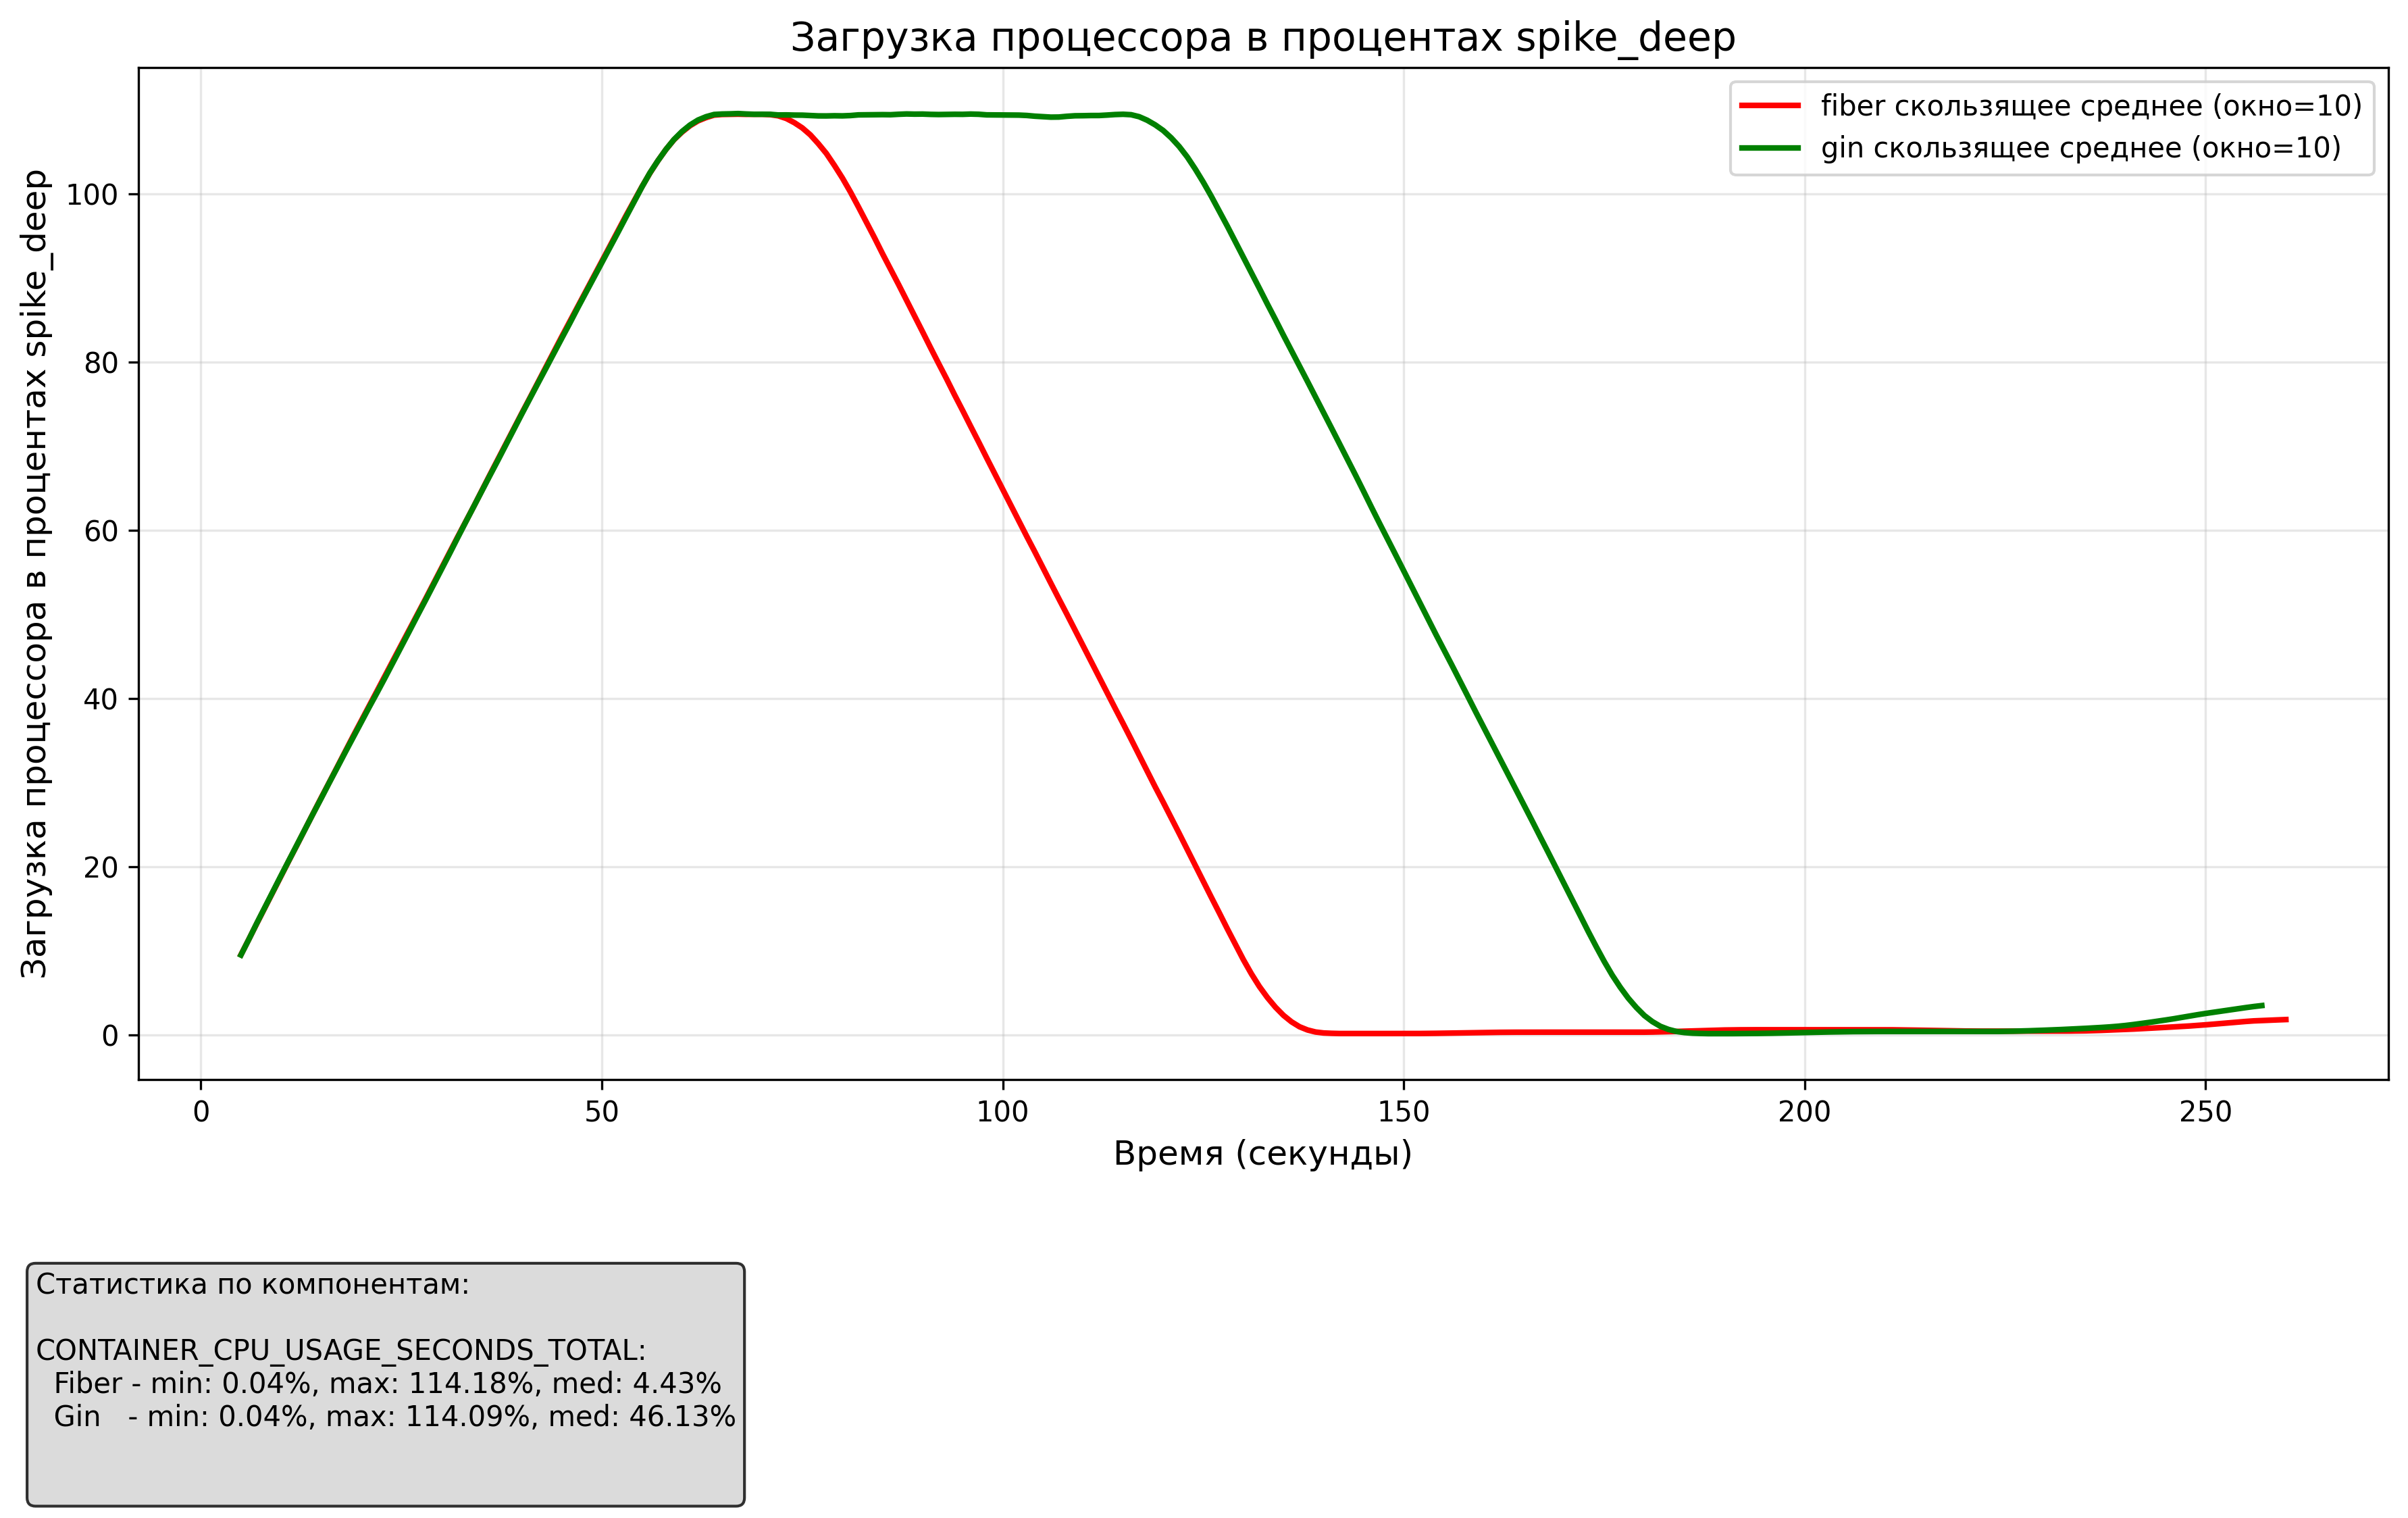 Загрузка процессора в процентах spike_deep
fiber скользящее среднее (окно=10)
gin скользящее среднее (окно=10)
Загрузка процессора в процентах spike_deep
100
80
60
40
20
0
0 50 100 150 200 250
Время (секунды)
Статистика по компонентам:
CONTAINER_CPU_USAGE_SECONDS_TOTAL:
Fiber - min: 0.04%, max: 114.18%, med: 4.43%
Gin - min: 0.04%, max: 114.09%, med: 46.13%